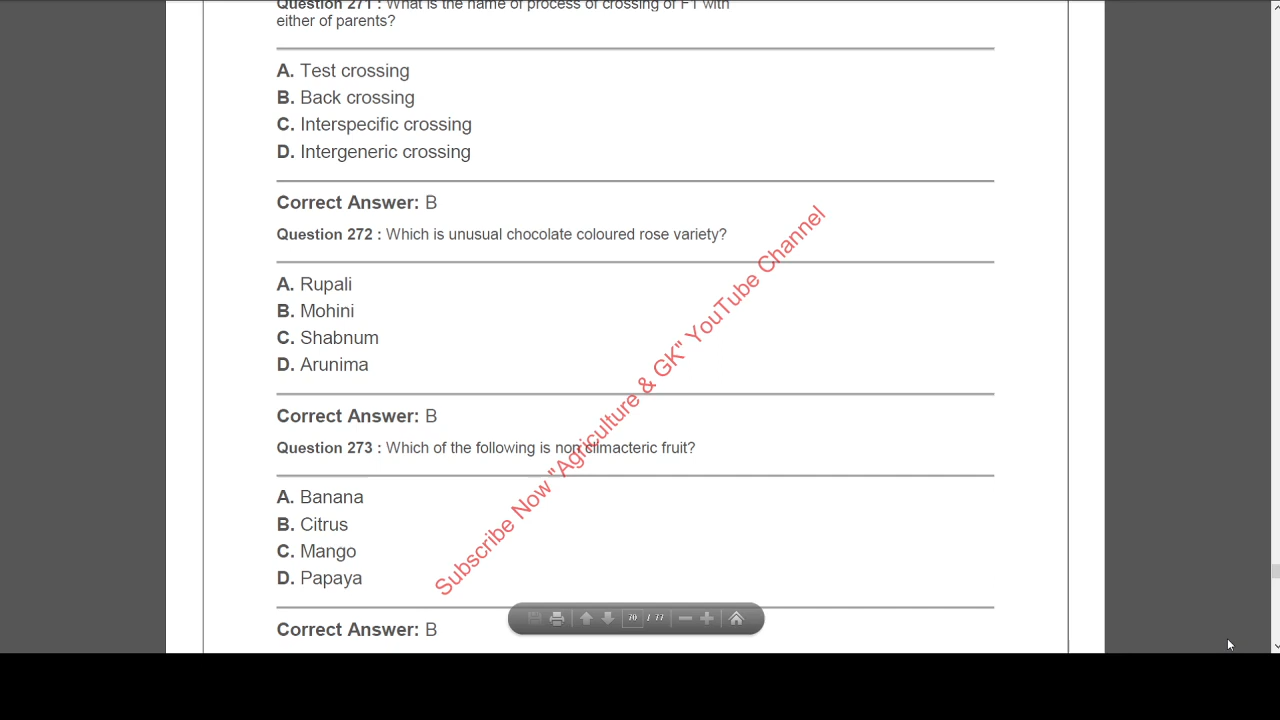 Question 271 : What is the name of process of crossing of F1 with
either of parents?
A. Test crossing
B. Back crossing
C. Interspecific crossing
D. Intergeneric crossing
Correct Answer: B
Question 272 : Which is unusual chocolate coloured rose variety?
A. Rupali
B. Mohini
C. Shabnum
D. Arunima
Correct Answer: B
Question 273 : Which of the following is non climacteric fruit?
A. Banana
B. Citrus
C. Mango
D. Papaya
Correct Answer: B
Subscribe Now "Agriculture & GK" YouTube Channel
70 / 77